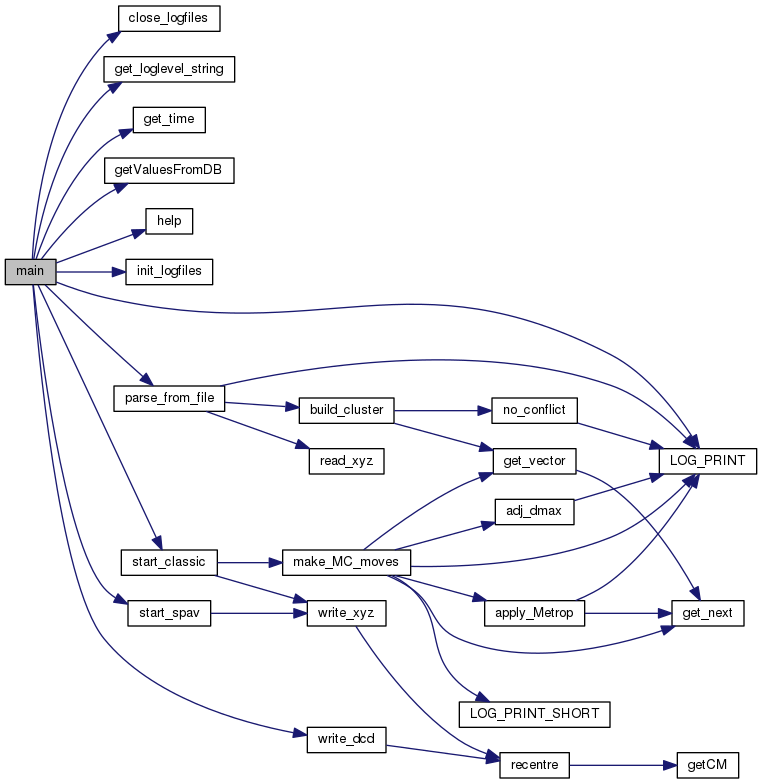 close_logfiles
get_loglevel_string
get_time
getValuesFromDB
help
main
init_logfiles
parse_from_file
build_cluster
no_conflict
read_xyz
get_vector
LOG_PRINT
adj_dmax
start_classic
make_MC_moves
start_spav
write_xyz
apply_Metrop
get_next
LOG_PRINT_SHORT
write_dcd
recentre
getCM